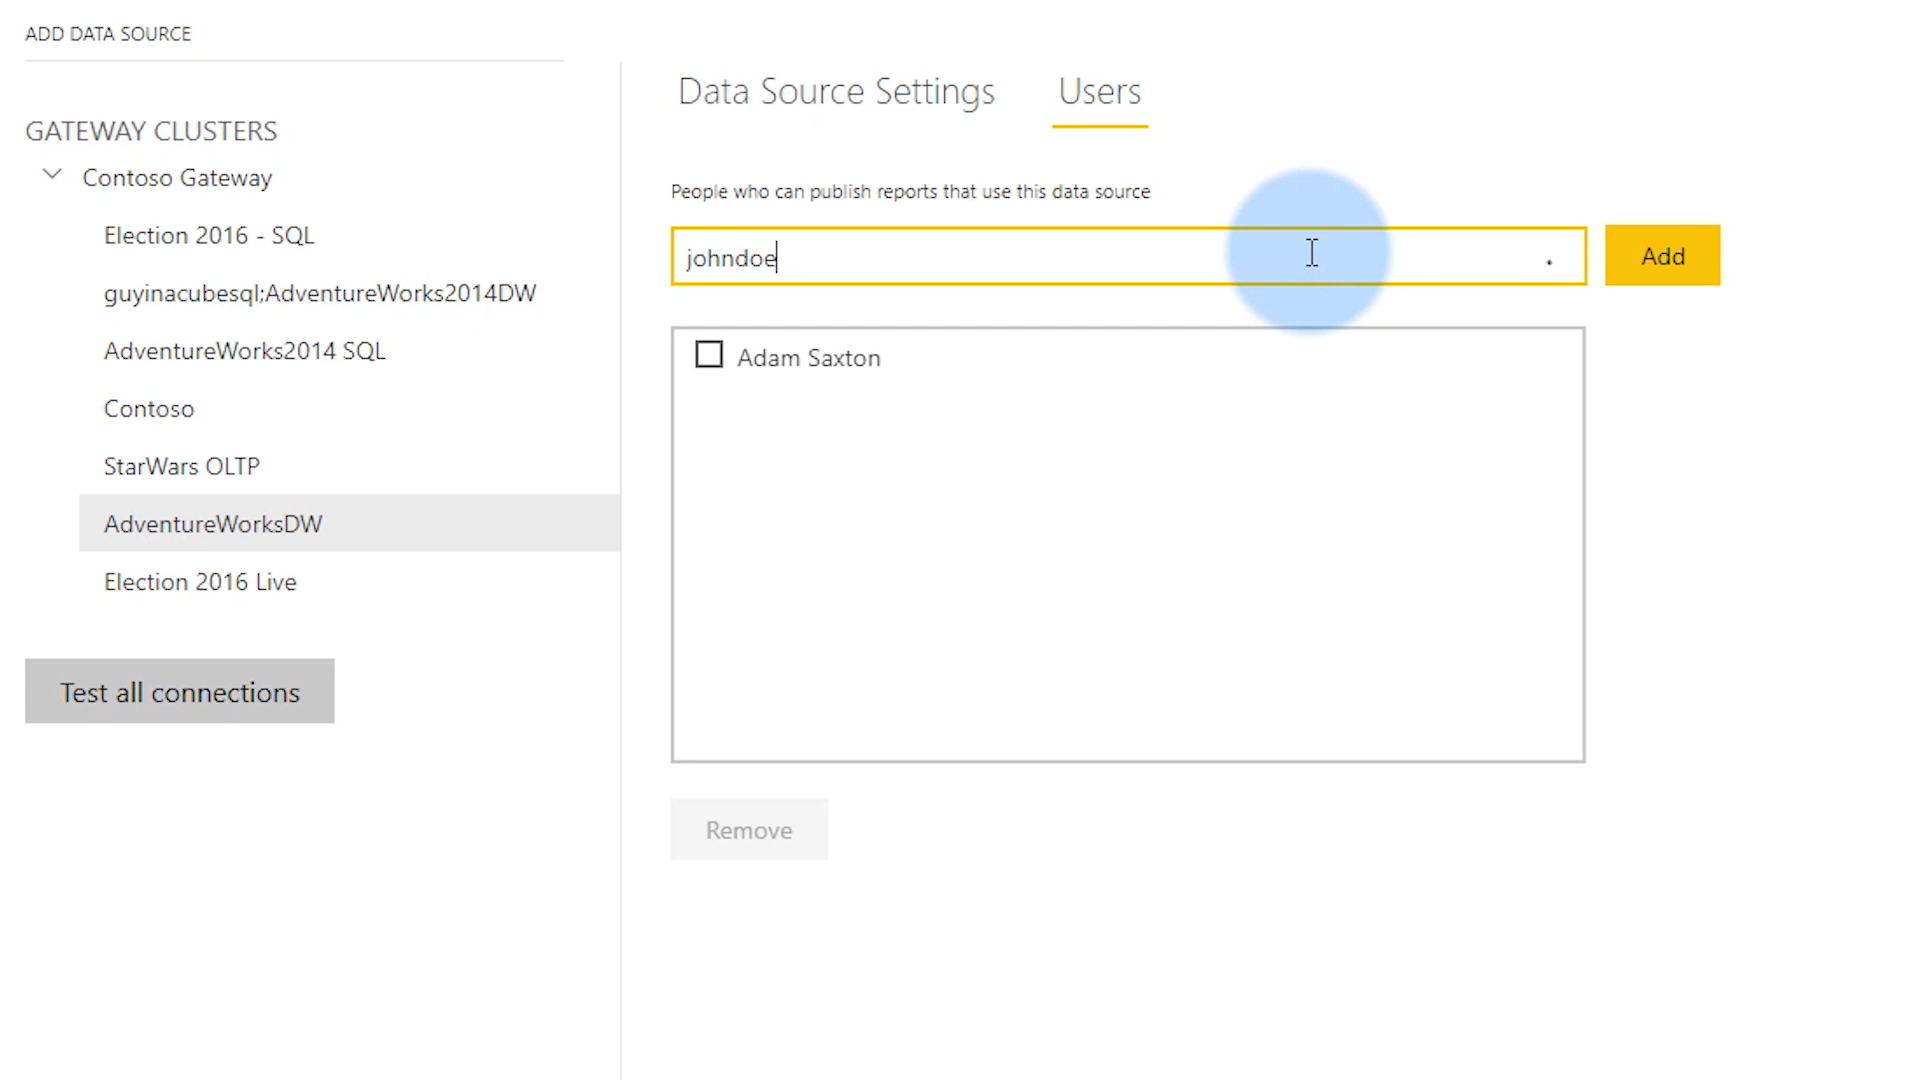 ADD DATA SOURCE
GATEWAY CLUSTERS
Contoso Gateway
Election 2016 - SQL
guyinacubesql;AdventureWorks2014DW
AdventureWorks2014 SQL
Contoso
StarWars OLTP
AdventureWorksDW
Election 2016 Live
Test all connections
Data Source Settings Users
People who can publish reports that use this data source
johndoe Add
Adam Saxton
Remove